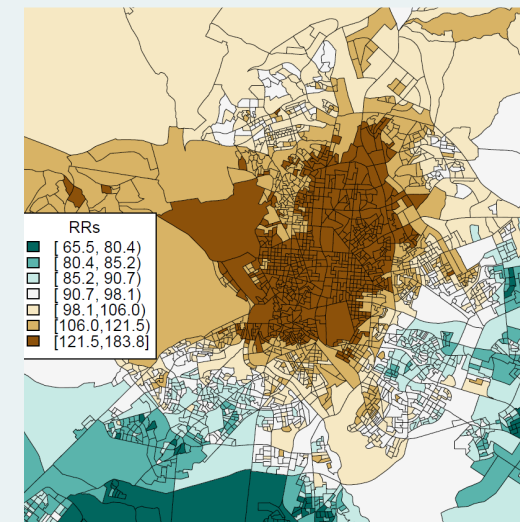 RRs
[ 65.5, 80.4)
[ 80.4, 85.2)
[ 85.2, 90.7)
[ 90.7, 98.1)
[ 98.1,106.0)
[106.0,121.5)
[121.5,183.8]